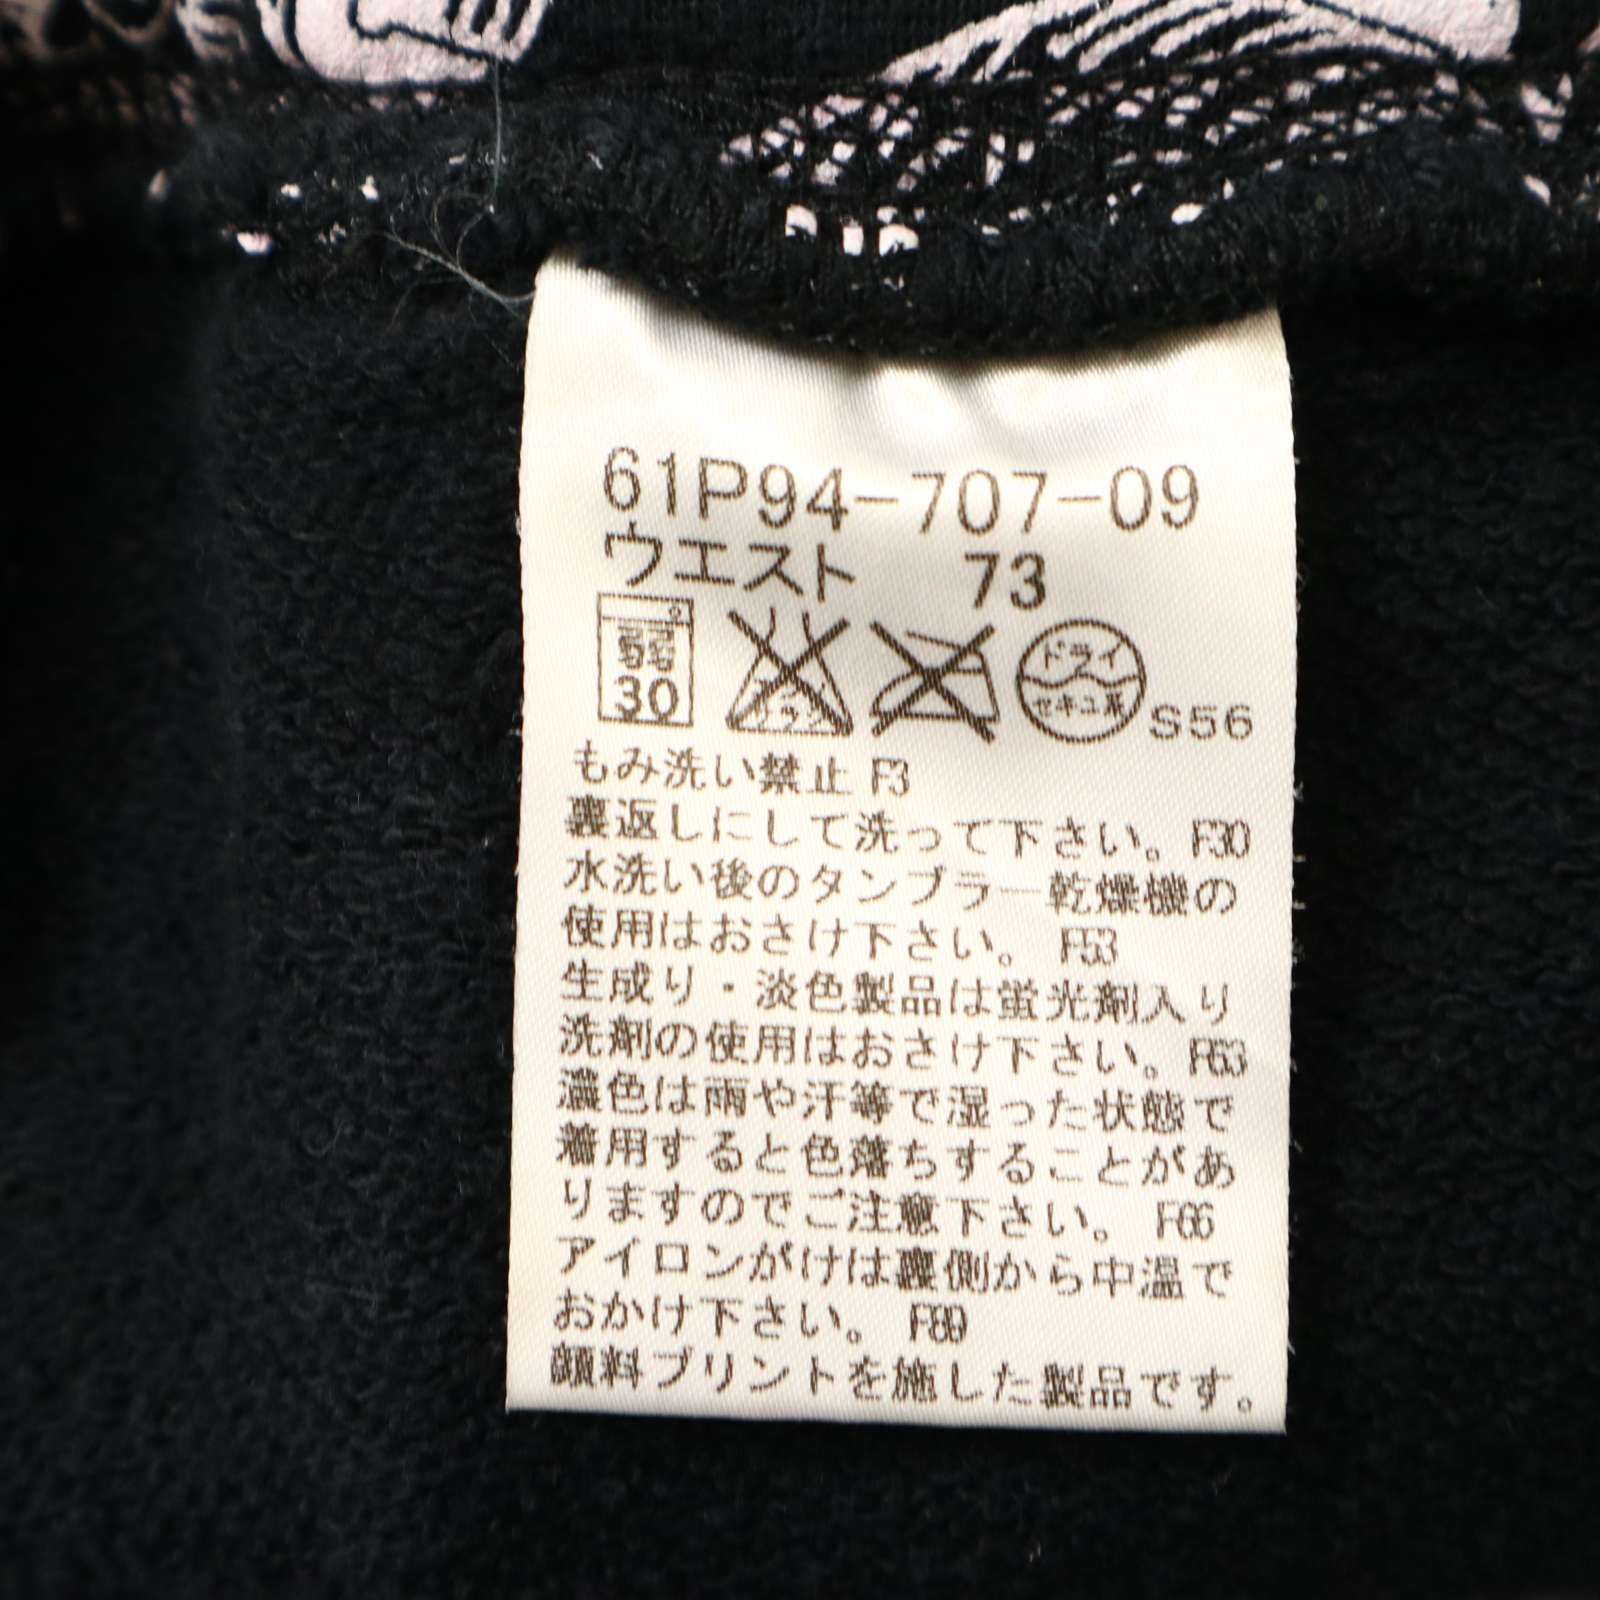 61P94-707-09
ウエスト 73
弱
30
ドライ
セキユ系
S56
もみ洗い禁止 F3
裏返しにして洗って下さい。 F30
水洗い後のタンブラー乾燥機の
使用はおさけ下さい。 F53
生成り・淡色製品は蛍光剤入り
洗剤の使用はおさけ下さい。 F63
濃色は雨や汗等で湿った状態で
着用すると色落ちすることがあ
りますのでご注意下さい。 F66
アイロンがけは裏側から中温で
おかけ下さい。 F89
顔料プリントを施した製品です。